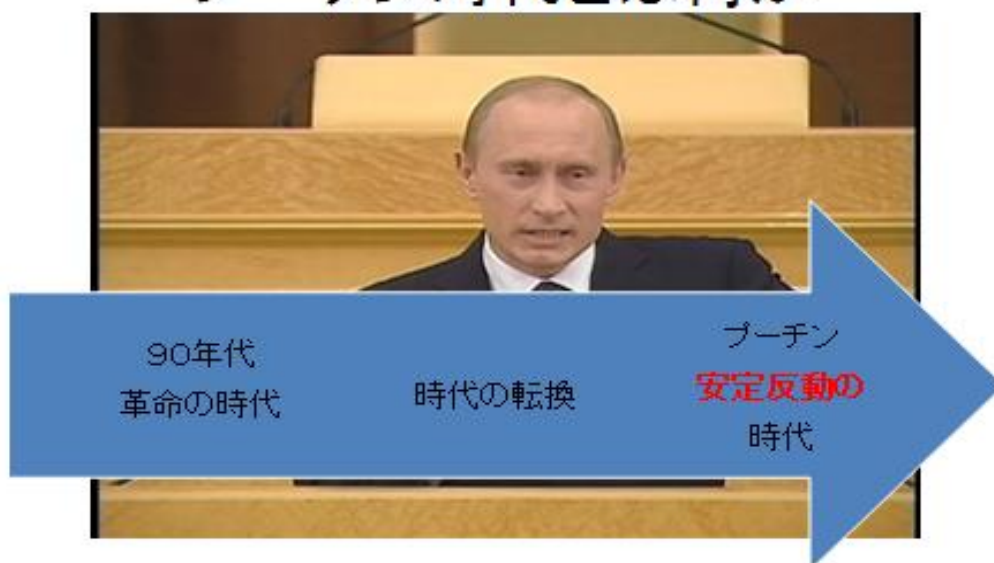 90年代
革命の時代
時代の転換
プーチン
安定反動の
時代